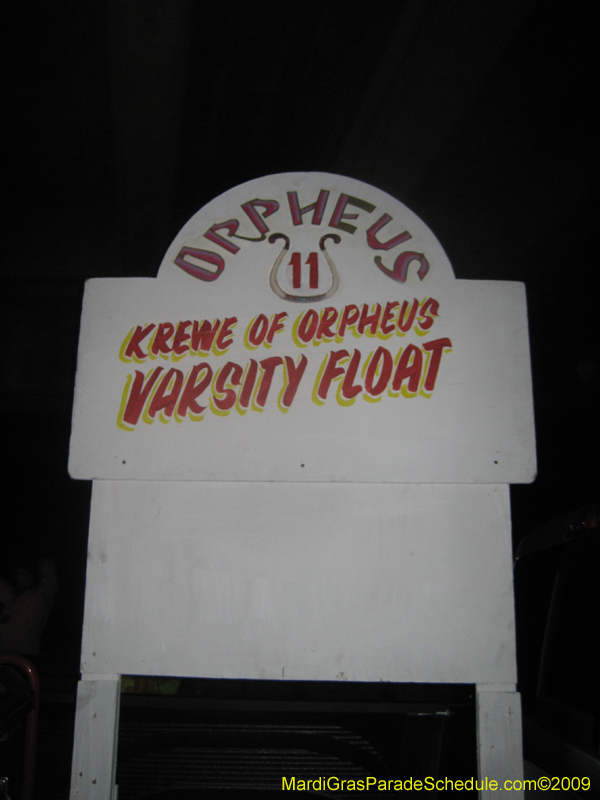 ORPHEUS
11
KREWE OF ORPHEUS
VARSITY FLOAT
MardiGrasParadeSchedule.com©2009